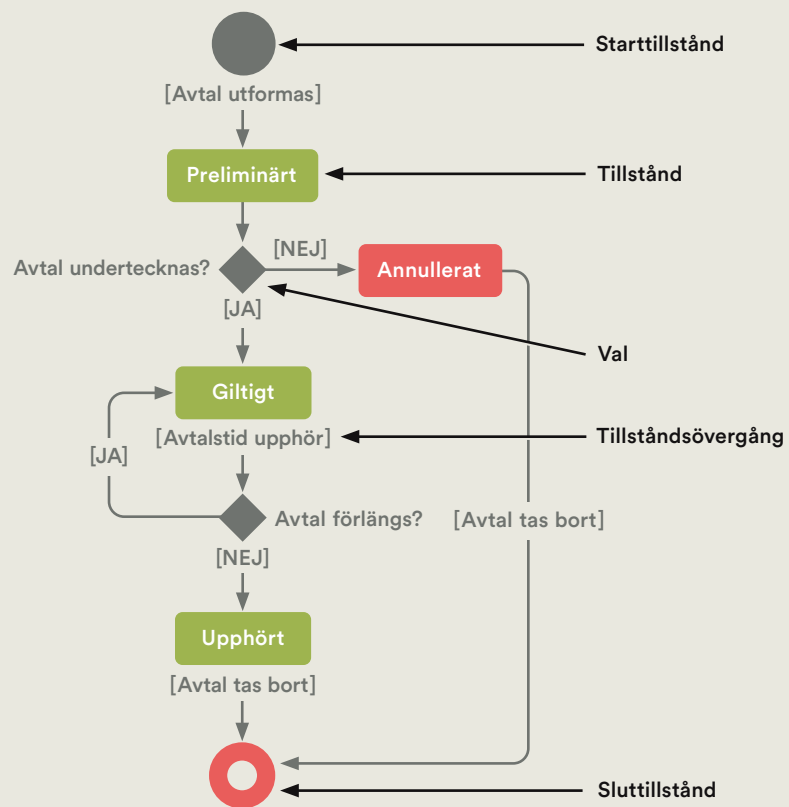 Starttillstånd
[Avtal utformas]
Preliminärt
Tillstånd
[NEJ]
Avtal undertecknas?
Annullerat
[JA]
Val
Giltigt
[Avtalstid upphör]
Tillståndsövergång
[JA]
Avtal förlängs?
[Avtal tas bort]
[NEJ]
Upphört
[Avtal tas bort]
Sluttillstånd